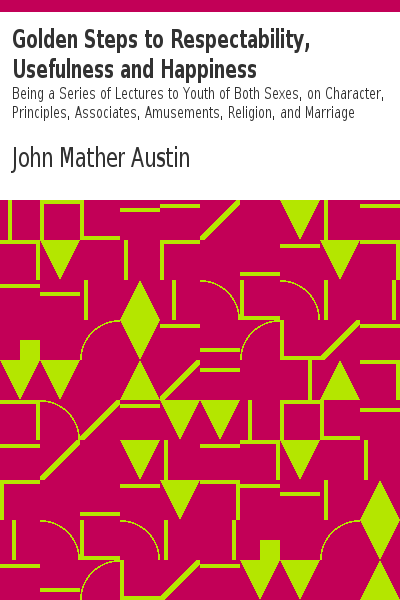 Golden Steps to Respectability,
Usefulness and Happiness
Being a Series of Lectures to Youth of Both Sexes, on Character,
Principles, Associates, Amusements, Religion, and Marriage
John Mather Austin